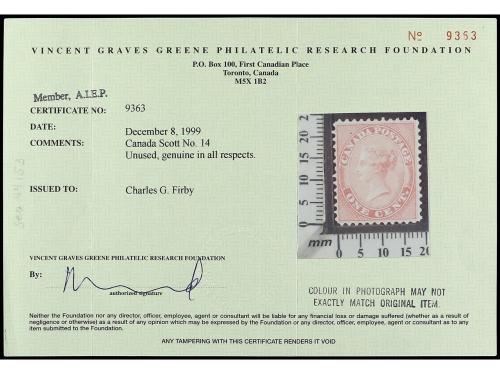 No 9363
VINCENT GRAVES GREENE PHILATELIC RESEARCH FOUNDATION
P.O. Box 100, First Canadian Place
Toronto, Canada
M5X 1B2
Member, A.I.E.P.
CERTIFICATE NO: 9363
DATE: December 8, 1999
COMMENTS: Canada Scott No. 14
Unused, genuine in all respects.
ISSUED TO: Charles G. Firby
CANADA POSTAGE
ONE CENT
0 5 10 15 20 2
mm 0 5 10 15 20
VINCENT GRAVES GREENE PHILATELIC RESEARCH FOUNDATION
By:
authorized signature
COLOUR IN PHOTOGRAPH MAY NOT
EXACTLY MATCH ORIGINAL ITEM.
Neither the Foundation nor any director, officer, employee, agent or consultant will be liable for any financial loss or damage suffered (whether as a result of
negligence or otherwise) as a result of any opinion which may be expressed by the Foundation or any director, officer, employee, agent or consultant as to any
item submitted to the Foundation.
ANY TAMPERING WITH THIS CERTIFICATE RENDERS IT VOID